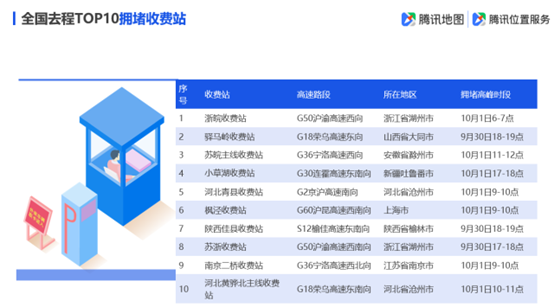 全国去程TOP10拥堵收费站
腾讯地图 腾讯位置服务
序号 收费站 高速路段 所在地区 拥堵高峰时段
1 浙皖收费站 G50沪渝高速西向 浙江省湖州市 10月1日6-7点
2 驿马岭收费站 G18荣乌高速东向 山西省大同市 9月30日18-19点
3 苏皖主线收费站 G36宁洛高速西向 安徽省滁州市 10月1日11-12点
4 小草湖收费站 G30连霍高速东南向 新疆吐鲁番市 10月1日17-18点
5 河北青县收费站 G2京沪高速南向 河北省沧州市 10月1日9-10点
6 枫泾收费站 G60沪昆高速西南向 上海市 10月1日9-10点
7 陕西佳县收费站 S12榆佳高速东南向 陕西省榆林市 9月30日18-19点
8 苏浙收费站 G50沪渝高速西南向 浙江省湖州市 9月30日17-18点
9 南京二桥收费站 G36宁洛高速西北向 江苏省南京市 10月1日9-10点
10 河北黄骅北主线收费站 G18荣乌高速东南向 河北省沧州市 10月1日10-11点
P